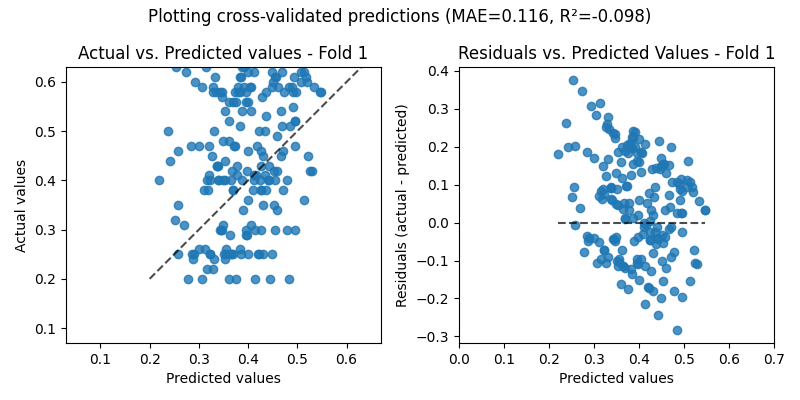 Plotting cross-validated predictions (MAE=0.116, R²=-0.098)
Actual vs. Predicted values - Fold 1
Actual values
0.6
0.5
0.4
0.3
0.2
0.1
0.1 0.2 0.3 0.4 0.5 0.6
Predicted values
Residuals vs. Predicted Values - Fold 1
Residuals (actual - predicted)
0.4
0.3
0.2
0.1
0.0
−0.1
−0.2
−0.3
0.0 0.1 0.2 0.3 0.4 0.5 0.6 0.7
Predicted values